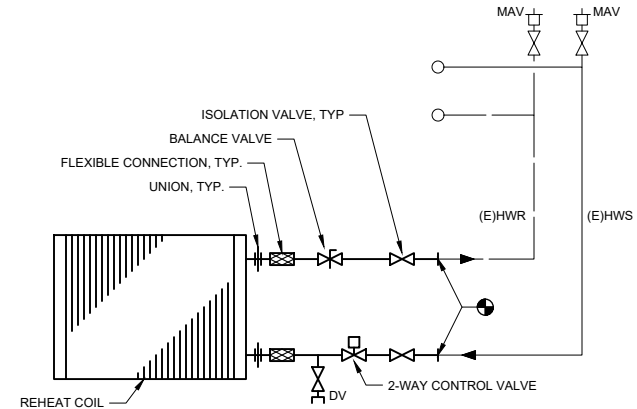 MAV
MAV
ISOLATION VALVE, TYP
BALANCE VALVE
FLEXIBLE CONNECTION, TYP.
UNION, TYP.
(E)HWR
(E)HWS
DV
2-WAY CONTROL VALVE
REHEAT COIL